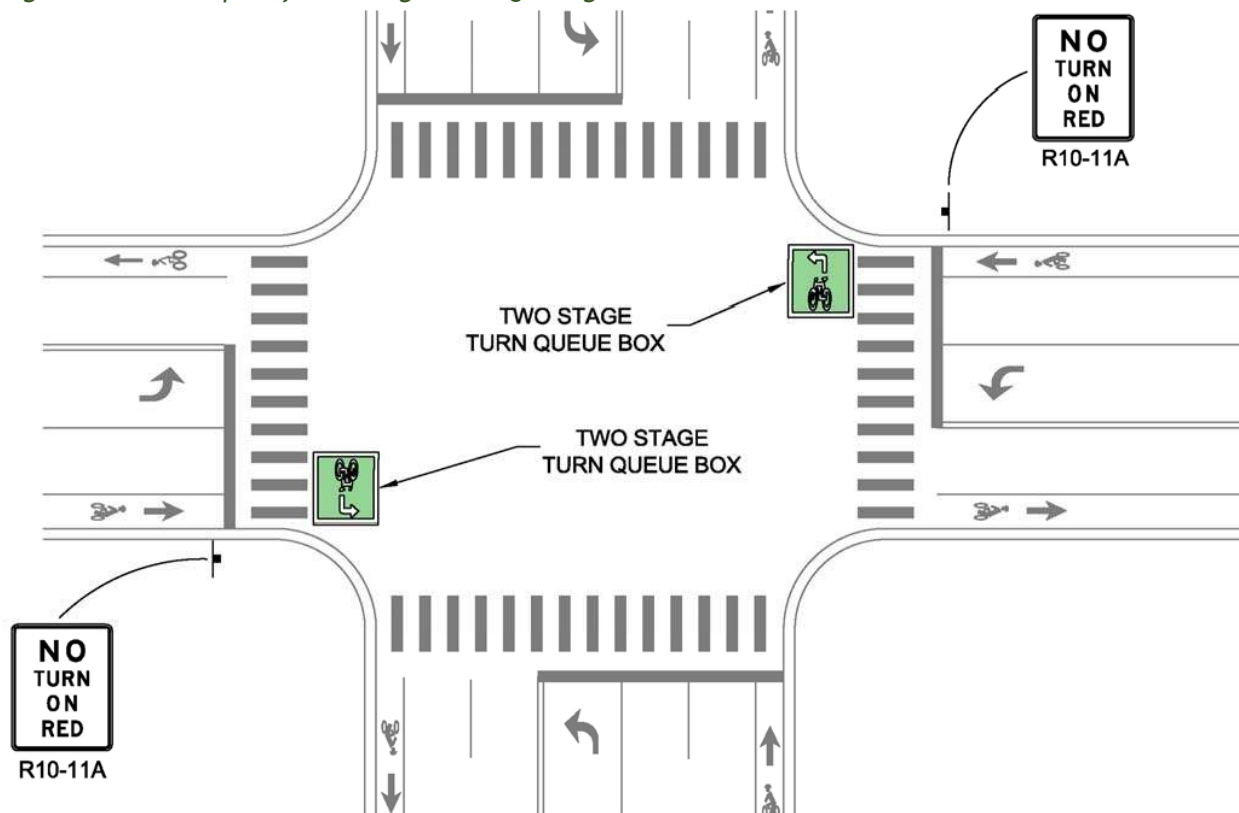 NO
TURN
ON
RED
R10-11A
TWO STAGE
TURN QUEUE BOX
TWO STAGE
TURN QUEUE BOX
NO
TURN
ON
RED
R10-11A